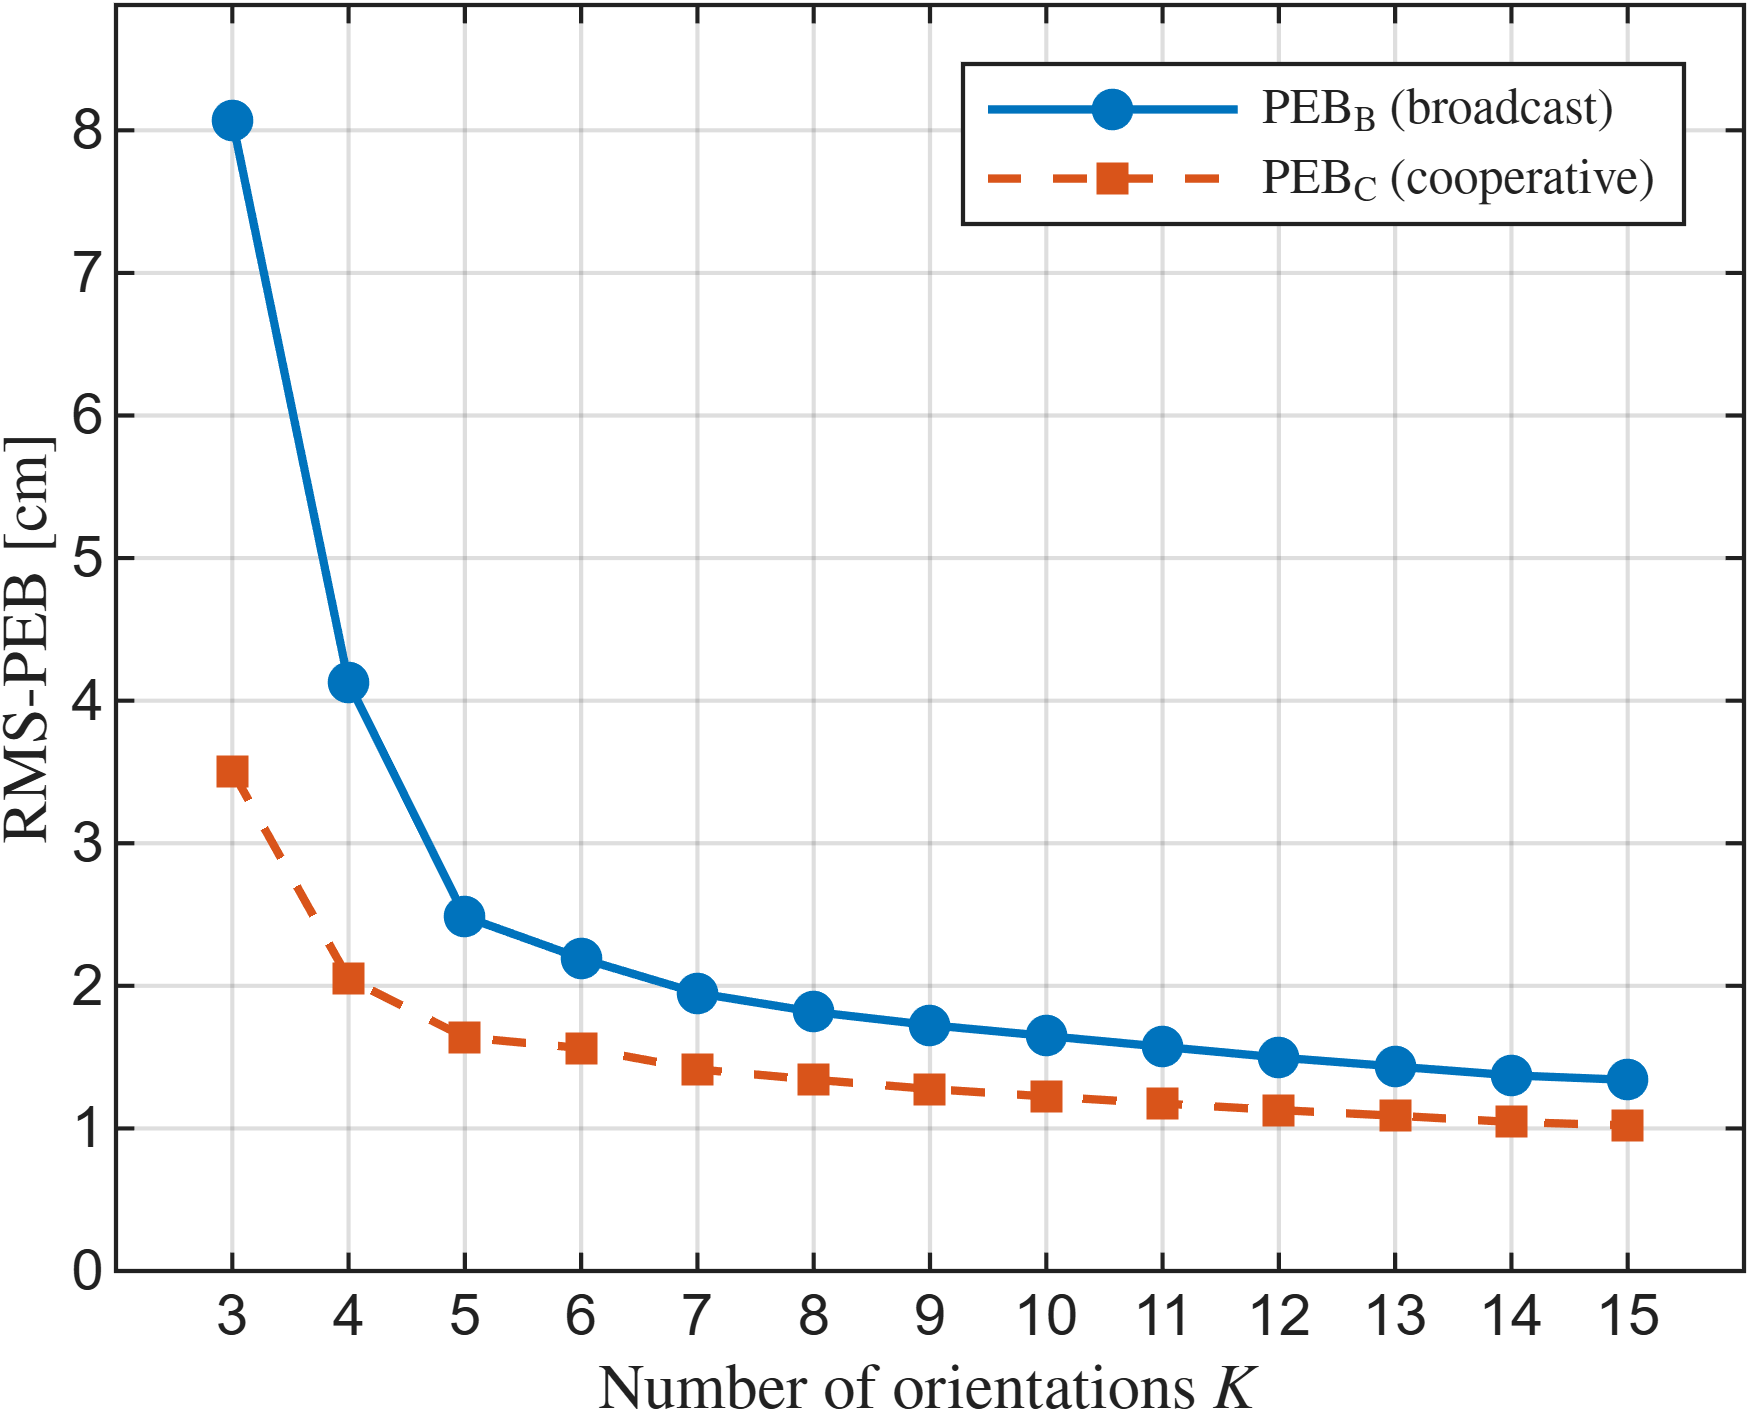 PEB_B (broadcast)
PEB_C (cooperative)
RMS-PEB [cm]
8
7
6
5
4
3
2
1
0
3 4 5 6 7 8 9 10 11 12 13 14 15
Number of orientations K